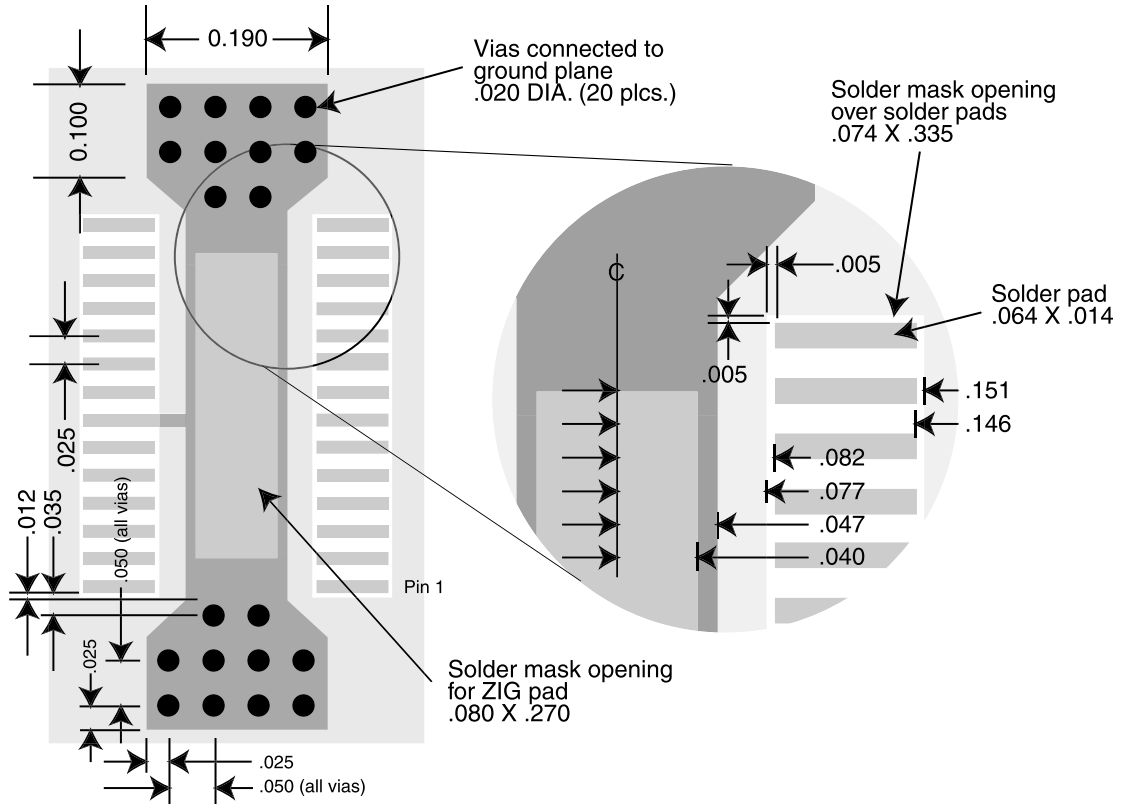 0.190
Vias connected to
ground plane
.020 DIA. (20 plcs.)
Solder mask opening
over solder pads
.074 X .335
0.100
C
.005
Solder pad
.064 X .014
.005
.151
.146
.082
.077
.047
.040
.025
.012
.035
.050 (all vias)
Pin 1
.025
Solder mask opening
for ZIG pad
.080 X .270
.025
.050 (all vias)